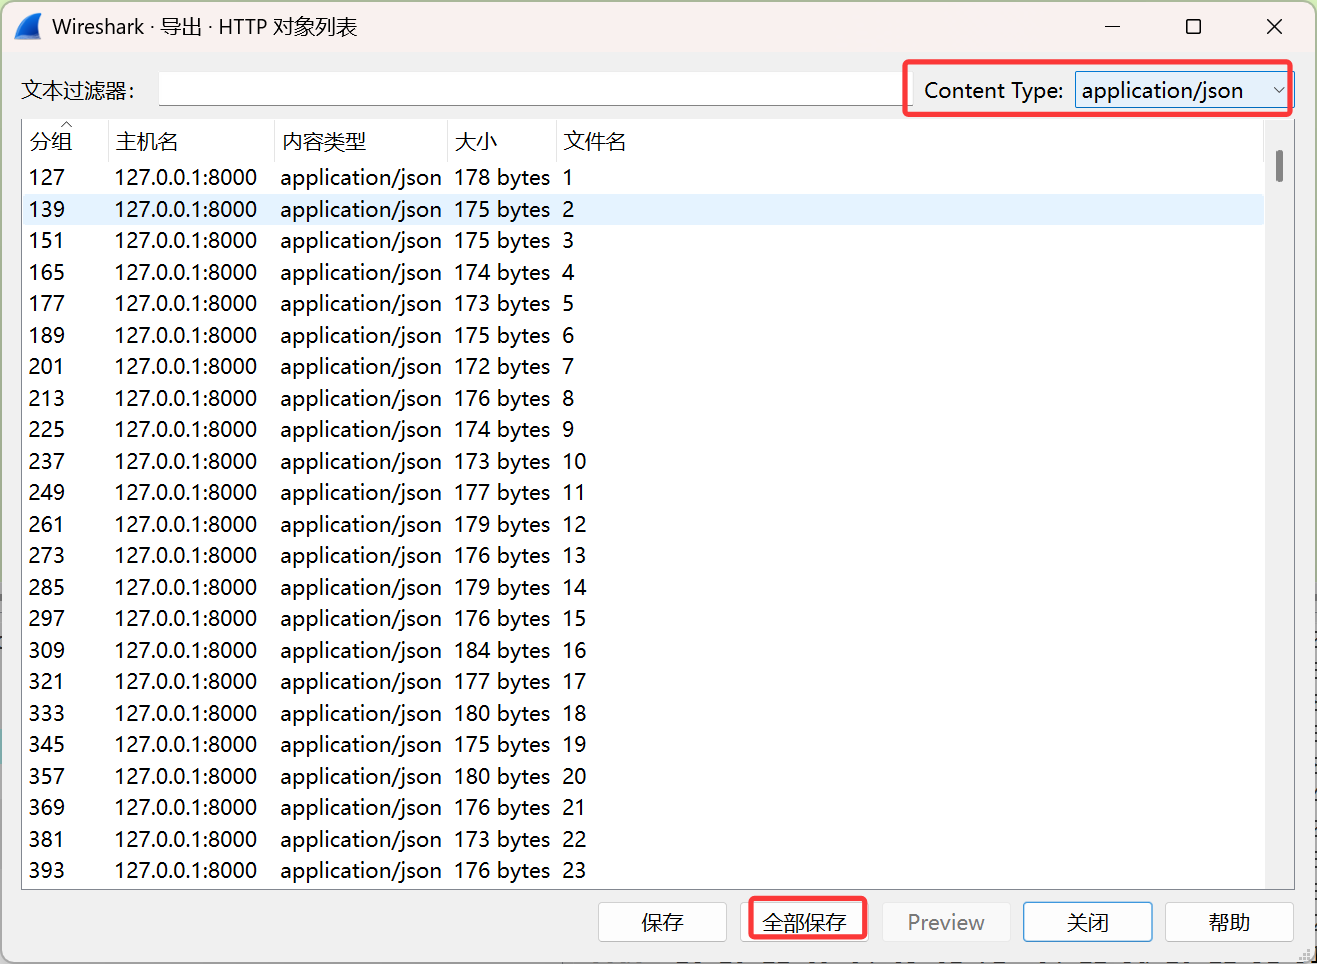 Wireshark · 导出 · HTTP 对象列表
文本过滤器： Content Type: application/json
分组 主机名 内容类型 大小 文件名
127 127.0.0.1:8000 application/json 178 bytes 1
139 127.0.0.1:8000 application/json 175 bytes 2
151 127.0.0.1:8000 application/json 175 bytes 3
165 127.0.0.1:8000 application/json 174 bytes 4
177 127.0.0.1:8000 application/json 173 bytes 5
189 127.0.0.1:8000 application/json 175 bytes 6
201 127.0.0.1:8000 application/json 172 bytes 7
213 127.0.0.1:8000 application/json 176 bytes 8
225 127.0.0.1:8000 application/json 174 bytes 9
237 127.0.0.1:8000 application/json 173 bytes 10
249 127.0.0.1:8000 application/json 177 bytes 11
261 127.0.0.1:8000 application/json 179 bytes 12
273 127.0.0.1:8000 application/json 176 bytes 13
285 127.0.0.1:8000 application/json 179 bytes 14
297 127.0.0.1:8000 application/json 176 bytes 15
309 127.0.0.1:8000 application/json 184 bytes 16
321 127.0.0.1:8000 application/json 177 bytes 17
333 127.0.0.1:8000 application/json 180 bytes 18
345 127.0.0.1:8000 application/json 175 bytes 19
357 127.0.0.1:8000 application/json 180 bytes 20
369 127.0.0.1:8000 application/json 176 bytes 21
381 127.0.0.1:8000 application/json 173 bytes 22
393 127.0.0.1:8000 application/json 176 bytes 23
保存 全部保存 Preview 关闭 帮助